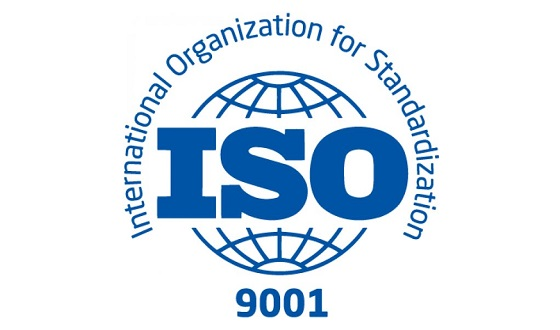 International Organization for Standardization
ISO
9001